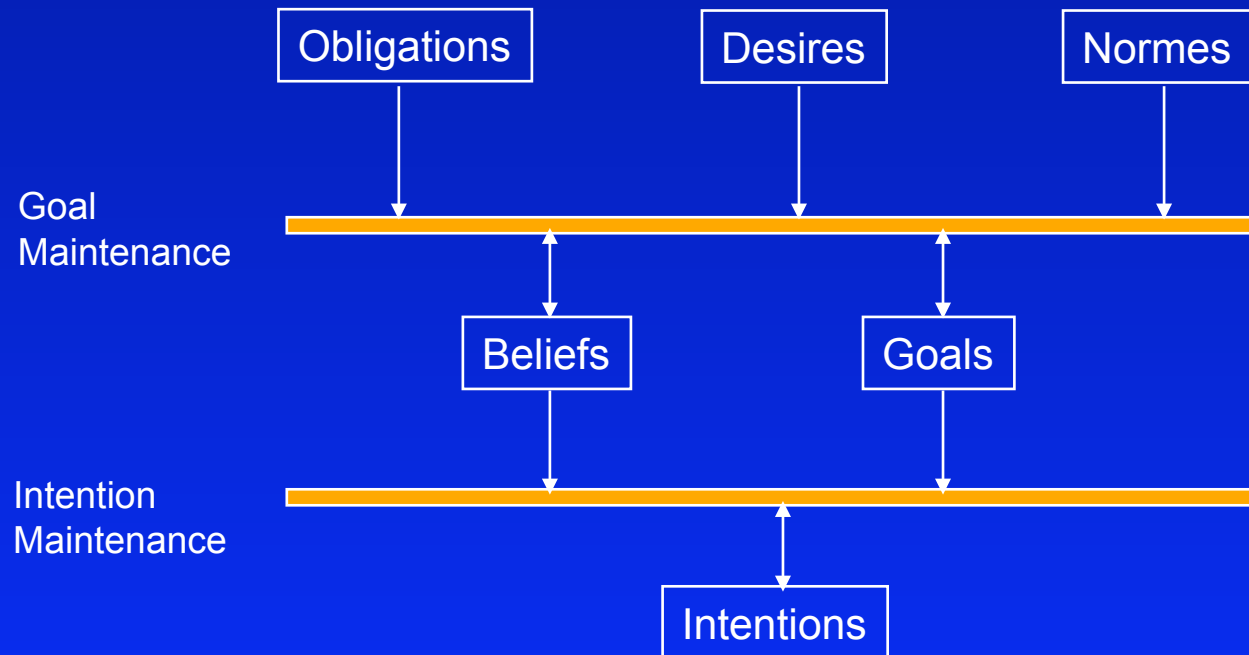 Obligations
Desires
Normes
Goal
Maintenance
Beliefs
Goals
Intention
Maintenance
Intentions